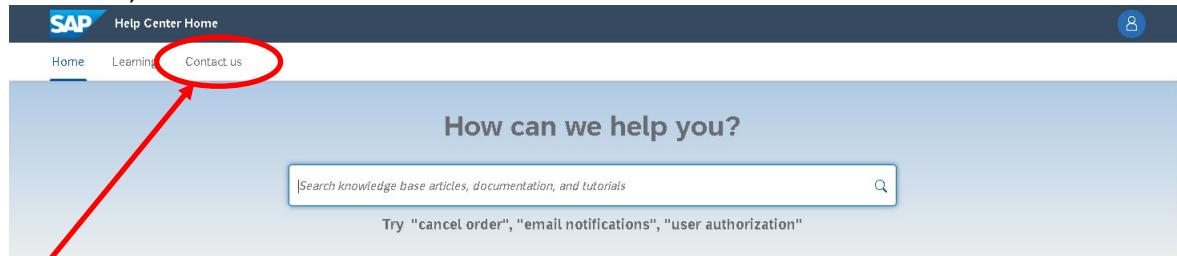 SAP Help Center Home
Home Learning Contact us
How can we help you?
Search knowledge base articles, documentation, and tutorials
Try "cancel order", "email notifications", "user authorization"